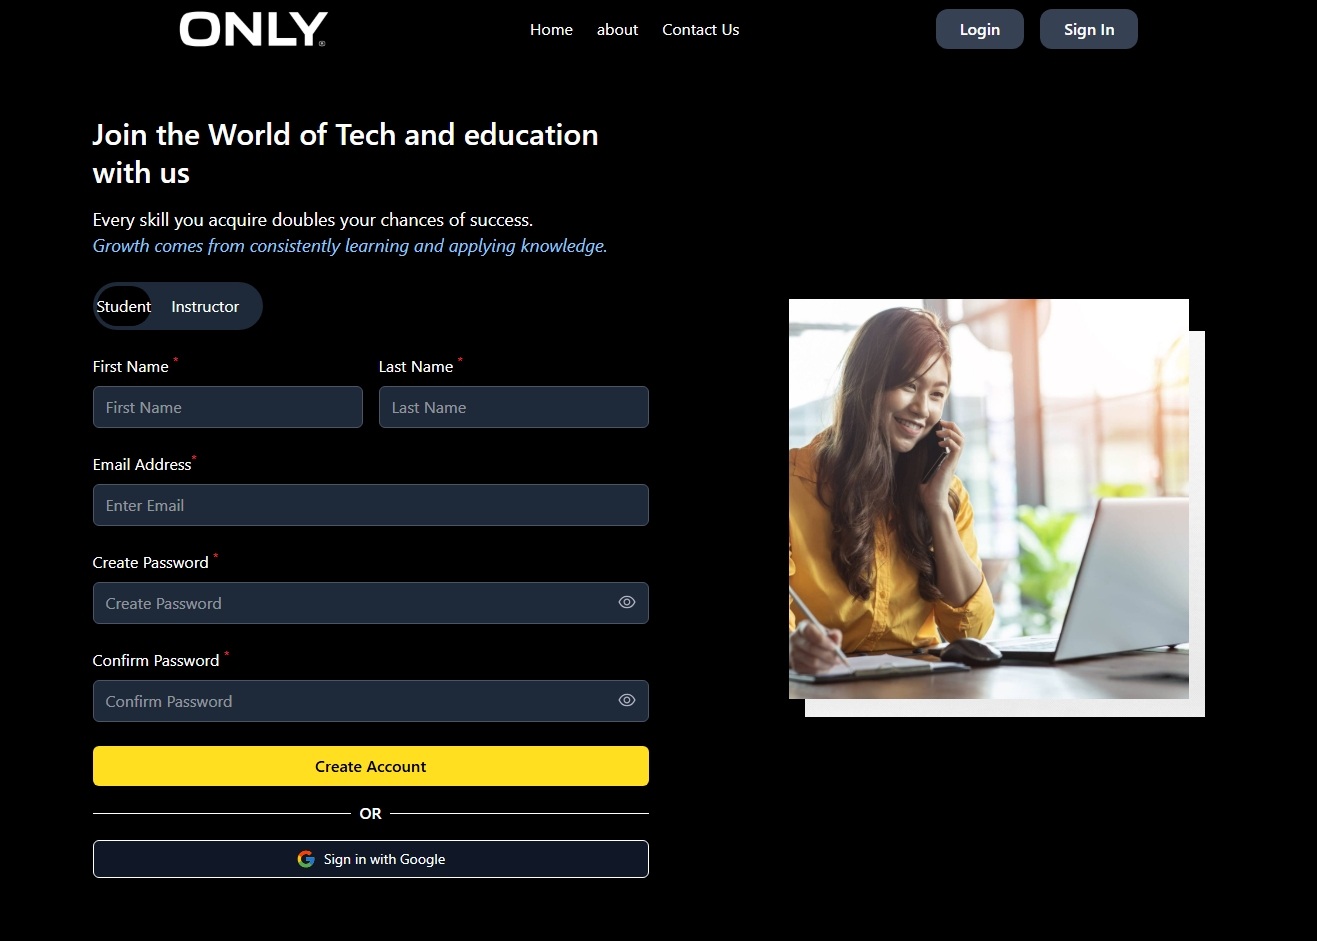 ONLY
Home about Contact Us Login Sign In
Join the World of Tech and education
with us
Every skill you acquire doubles your chances of success.
Growth comes from consistently learning and applying knowledge.
Student Instructor
First Name * Last Name *
First Name Last Name
Email Address*
Enter Email
Create Password *
Create Password
Confirm Password *
Confirm Password
Create Account
OR
Sign in with Google